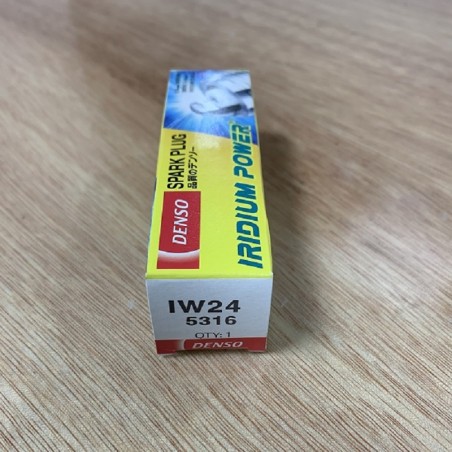 DENSO
SPARK PLUG
品質のデンソー
IRIDIUM POWER
IW24
5316
QTY: 1
DENSO